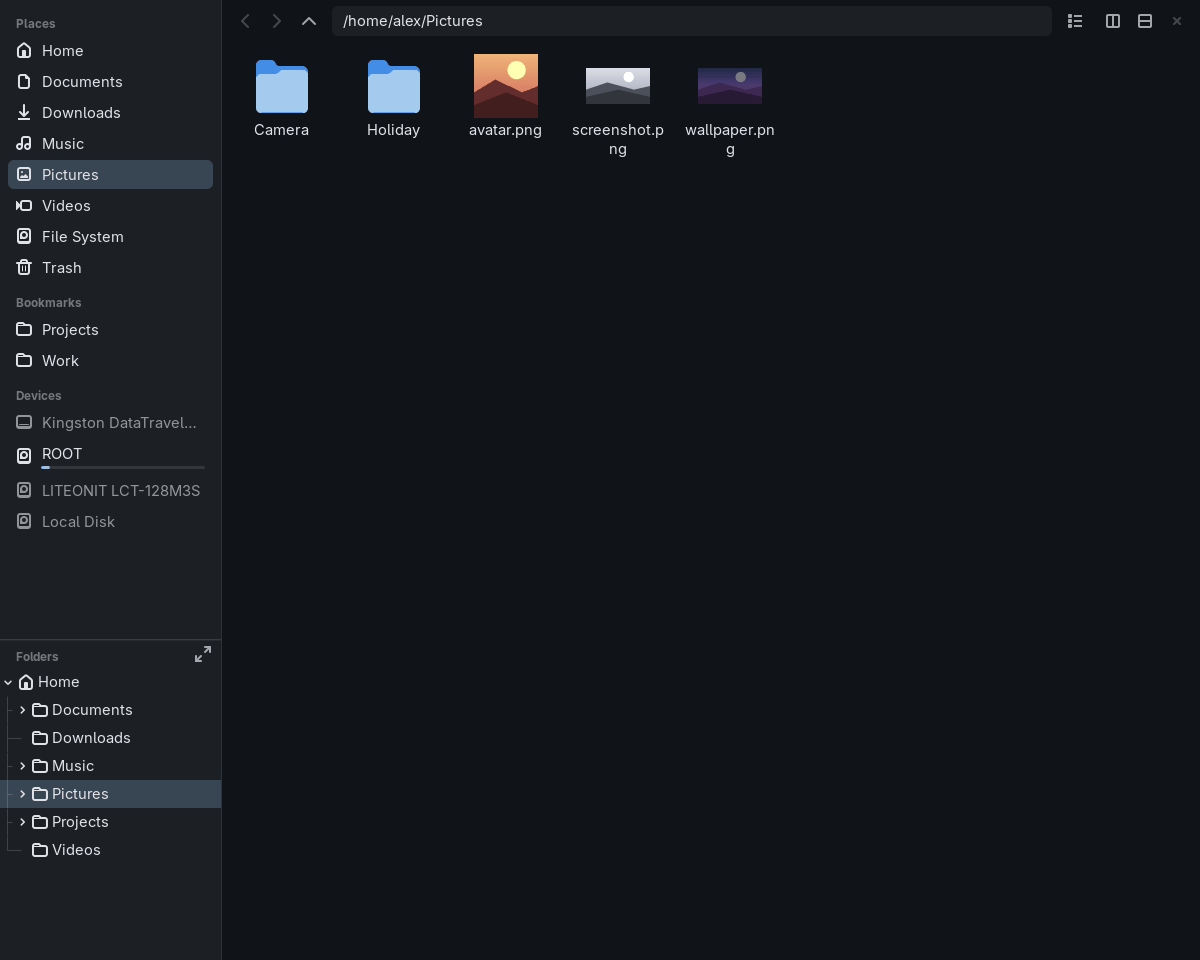 Places
Home
Documents
Downloads
Music
Pictures
Videos
File System
Trash
Bookmarks
Projects
Work
Devices
Kingston DataTravel...
ROOT
LITEONIT LCT-128M3S
Local Disk
Folders
Home
Documents
Downloads
Music
Pictures
Projects
Videos
/home/alex/Pictures
Camera
Holiday
avatar.png
screenshot.p
ng
wallpaper.pn
g